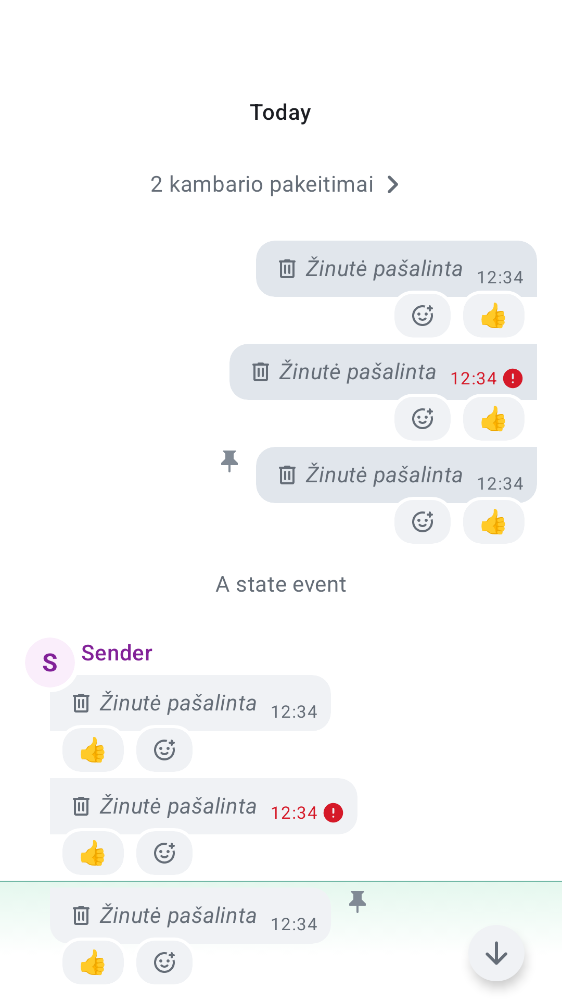 Today
2 kambario pakeitimai
Žinutė pašalinta 12:34
👍
Žinutė pašalinta 12:34
👍
Žinutė pašalinta 12:34
👍
A state event
S Sender
Žinutė pašalinta 12:34
👍
Žinutė pašalinta 12:34
👍
Žinutė pašalinta 12:34
👍